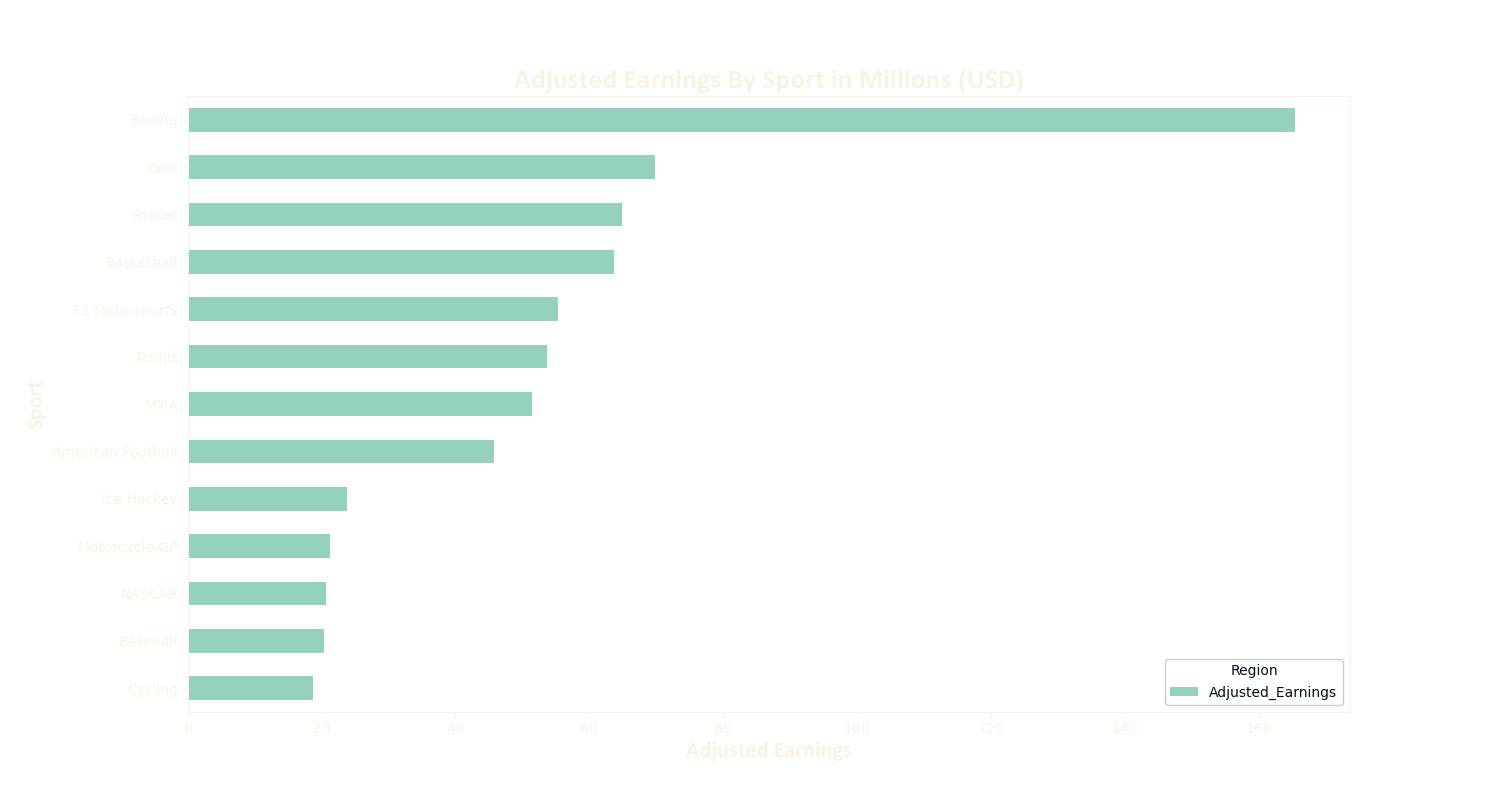 Adjusted Earnings By Sport in Millions (USD)
Boxing
Golf
Soccer
Basketball
F1 Motorsports
Tennis
MMA
American Football
Ice Hockey
Motorcycle GP
NASCAR
Baseball
Cycling
Sport
0 20 40 60 80 100 120 140 160
Adjusted Earnings
Region
Adjusted_Earnings